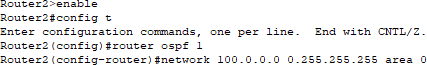 Router2>enable
Router2#config t
Enter configuration commands, one per line.  End with CNTL/Z.
Router2(config)#router ospf 1
Router2(config-router)#network 100.0.0.0 0.255.255.255 area 0